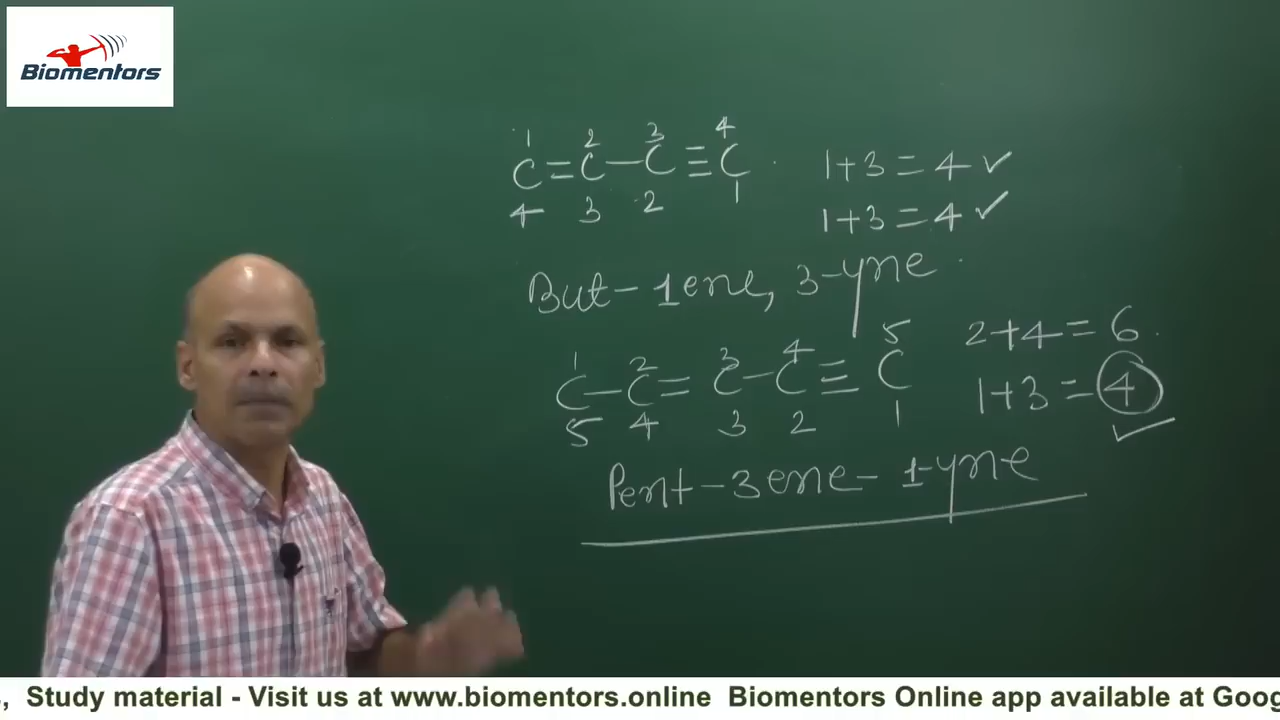 Biomentors
1 2 3 4
C=C—C≡C
4 3 2 1
1+3=4✓
1+3=4✓
But-1ene, 3-yne
1 2 3 4 5
C—C=C—C≡C
5 4 3 2 1
2+4=6
1+3=4✓
Pent-3ene-1-yne
Study material - Visit us at www.biomentors.online Biomentors Online app available at Goog